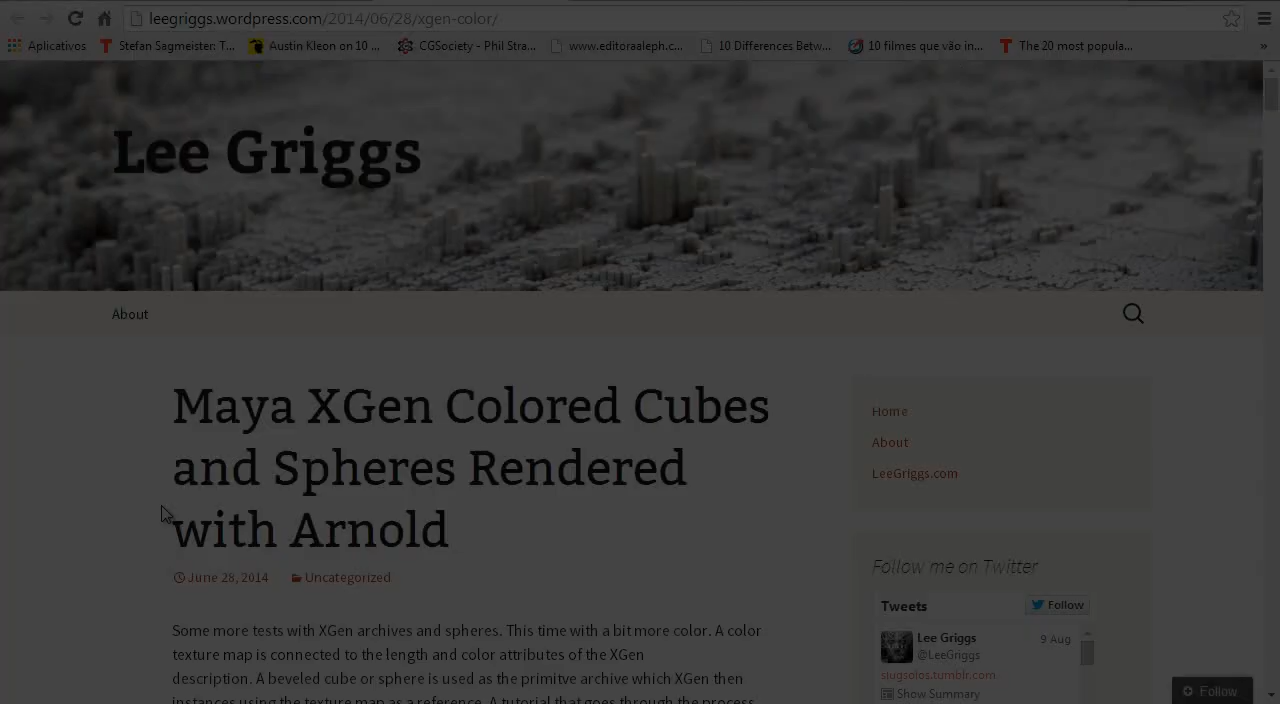 leegriggs.wordpress.com/2014/06/28/xgen-color/
Aplicativos
Stefan Sagmeister: T...
Austin Kleon on 10 ...
CGSociety - Phil Stra...
www.editoraaleph.c...
10 Differences Betw...
10 filmes que vão in...
The 20 most popula...
»
Lee Griggs
About
Maya XGen Colored Cubes
and Spheres Rendered
with Arnold
June 28, 2014
Uncategorized
Some more tests with XGen archives and spheres. This time with a bit more color. A color
texture map is connected to the length and color attributes of the XGen
description. A beveled cube or sphere is used as the primitve archive which XGen then
instances using the texture map as a reference. A tutorial that goes through the process
Home
About
LeeGriggs.com
Follow me on Twitter
Tweets
Follow
Lee Griggs
9 Aug
@LeeGriggs
slugsolos.tumblr.com
Show Summary
Follow